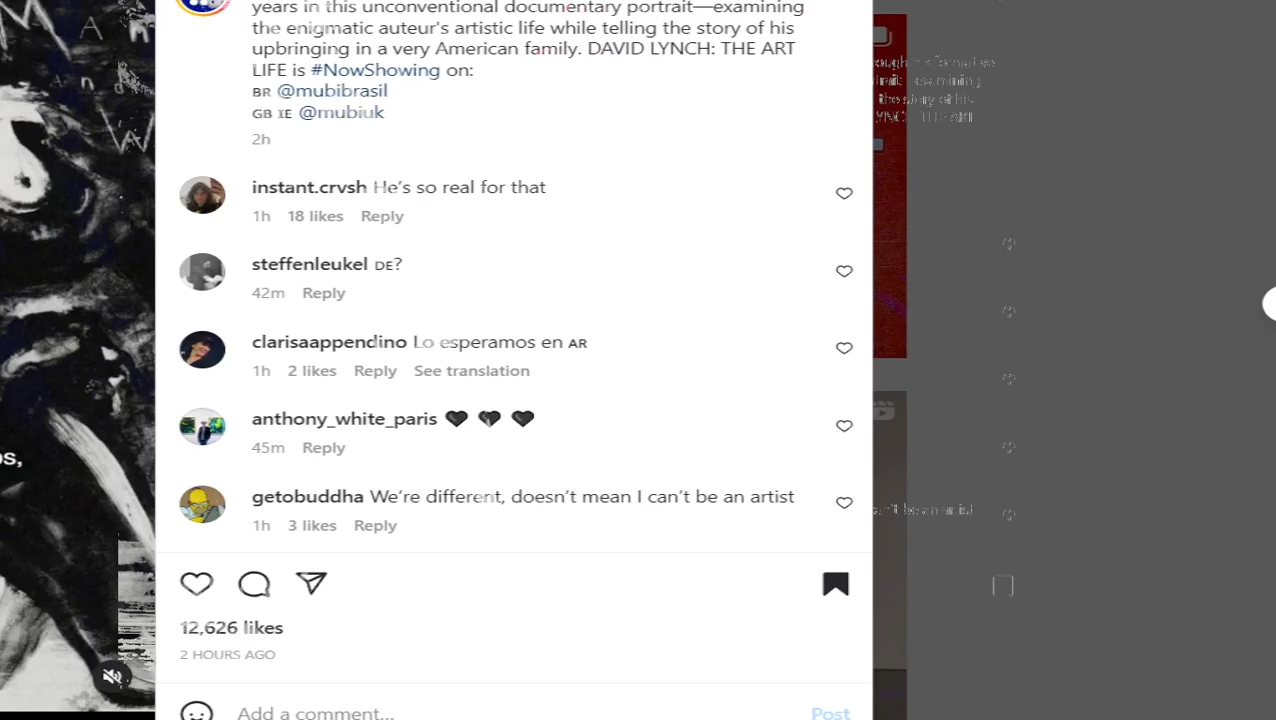 years in this unconventional documentary portrait—examining
the enigmatic auteur's artistic life while telling the story of his
upbringing in a very American family. DAVID LYNCH: THE ART
LIFE is #NowShowing on:
BR @mubibrasil
GB IE @mubiuk
2h
instant.crvsh He's so real for that
1h 18 likes Reply
steffenleukel DE?
42m Reply
clarisaappendino Lo esperamos en AR
1h 2 likes Reply See translation
anthony_white_paris 🖤 🖤 🖤
45m Reply
getobuddha We're different, doesn't mean I can't be an artist
1h 3 likes Reply
12,626 likes
2 HOURS AGO
Add a comment... Post